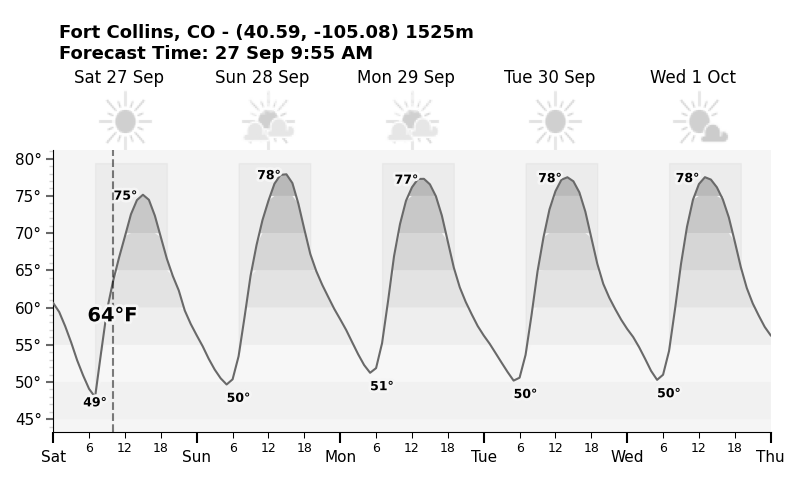 Fort Collins, CO - (40.59, -105.08) 1525m
Forecast Time: 27 Sep 9:55 AM
Sat 27 Sep Sun 28 Sep Mon 29 Sep Tue 30 Sep Wed 1 Oct
80°
75°
70°
65°
60°
55°
50°
45°
75° 78° 77° 78° 78°
64°F
49° 50° 51° 50° 50°
6 12 18 6 12 18 6 12 18 6 12 18 6 12 18
Sat Sun Mon Tue Wed Thu